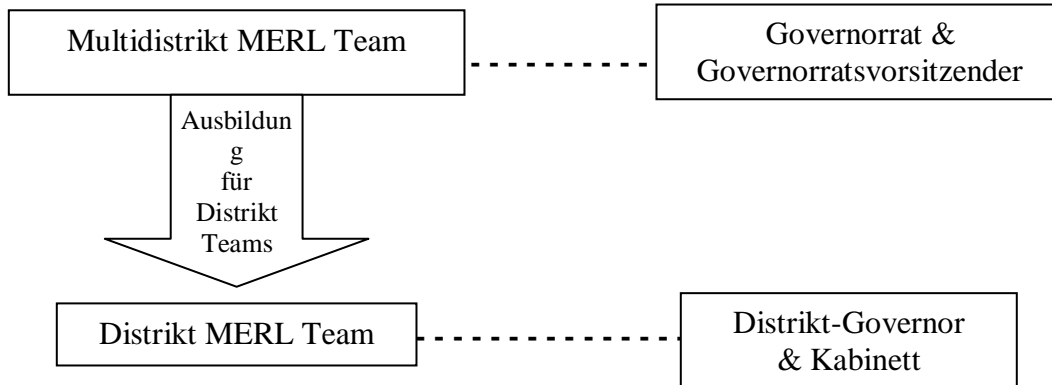 Multidistrikt MERL Team
Governorrat &
Governorratsvorsitzender
Ausbildun
g
für
Distrikt
Teams
Distrikt MERL Team
Distrikt-Governor
& Kabinett